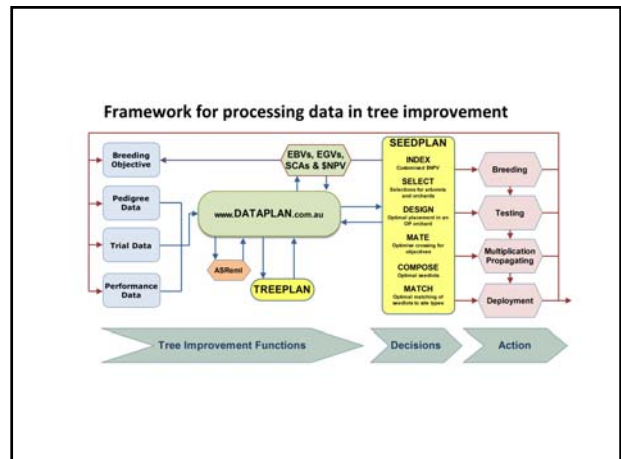 Framework for processing data in tree improvement
Breeding
Objective
Pedigree
Data
Trial Data
Performance
Data
EBVs, EGVs,
SCAs & $NPV
www.DATAPLAN.com.au
ASReml
TREEPLAN
SEEDPLAN
INDEX
Customised $NPV
SELECT
Selections for arboreta
and orchards
DESIGN
Optimal placement in an
OP orchard
MATE
Optimise crossing for
objectives
COMPOSE
Optimal seedlots
MATCH
Optimal matching of
seedlots to site types
Breeding
Testing
Multiplication
Propagating
Deployment
Tree Improvement Functions
Decisions
Action